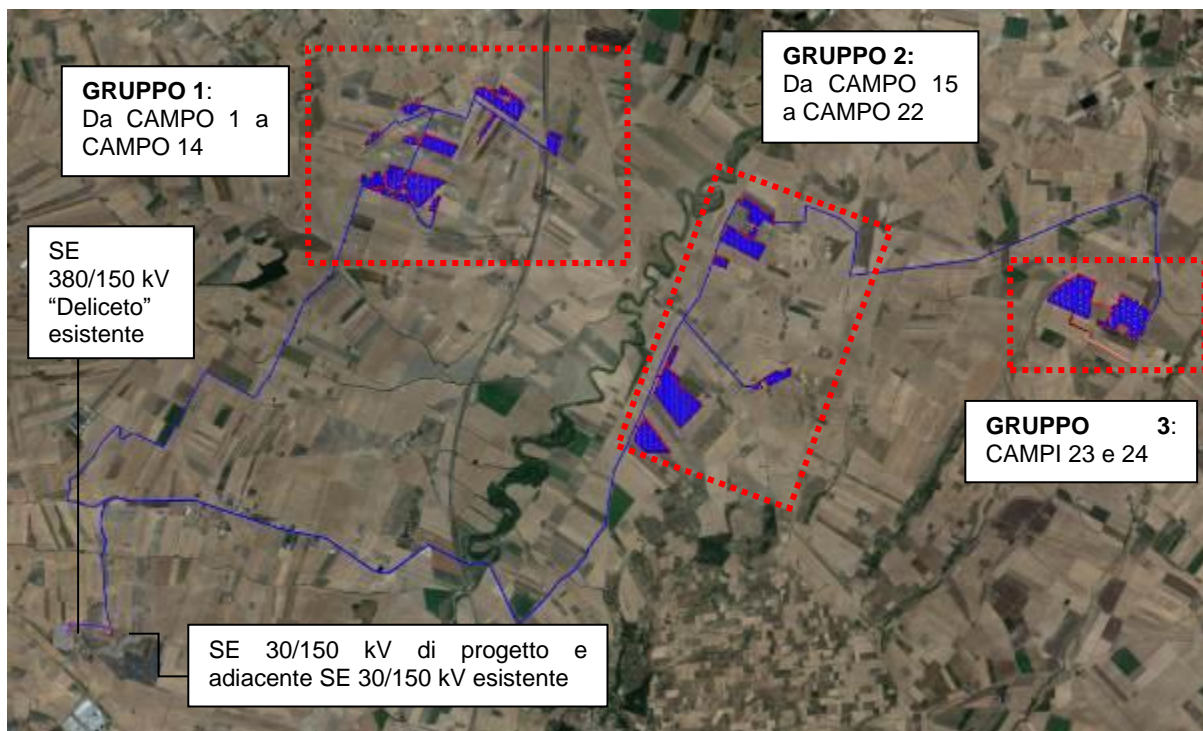 GRUPPO 1:
Da CAMPO 1 a
CAMPO 14
GRUPPO 2:
Da CAMPO 15
a CAMPO 22
SE
380/150 kV
“Deliceto”
esistente
GRUPPO 3:
CAMPI 23 e 24
SE 30/150 kV di progetto e
adiacente SE 30/150 kV esistente